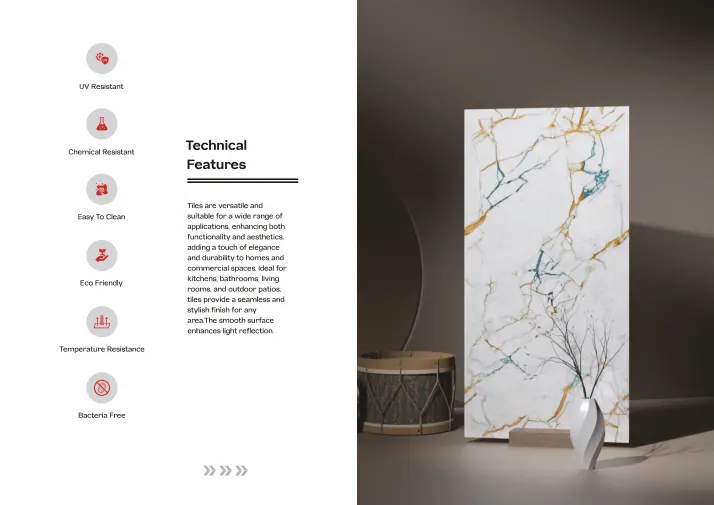 UV Resistant
Chemical Resistant
Easy To Clean
Eco Friendly
Temperature Resistance
Bacteria Free
Technical
Features
Tiles are versatile and
suitable for a wide range of
applications, enhancing both
functionality and aesthetics.
adding a touch of elegance
and durability to homes and
commercial spaces. Ideal for
kitchens, bathrooms, living
rooms, and outdoor patios,
tiles provide a seamless and
stylish finish for any
area.The smooth surface
enhances light reflection.